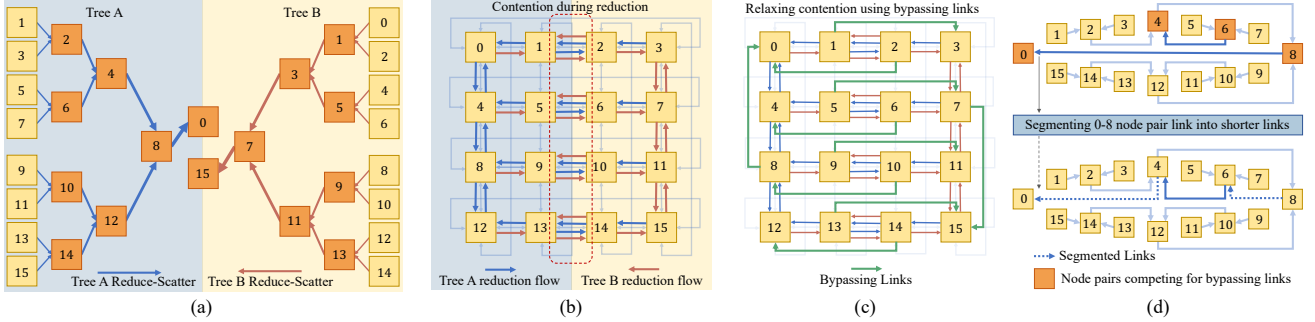 Tree A
Tree B
1
3
5
7
9
11
13
15
2
6
10
14
4
12
8
0
15
7
3
11
1
5
9
13
0
2
4
6
8
10
12
14
Tree A Reduce-Scatter
Tree B Reduce-Scatter
(a)
Contention during reduction
0 1 2 3
4 5 6 7
8 9 10 11
12 13 14 15
Tree A reduction flow
Tree B reduction flow
(b)
Relaxing contention using bypassing links
0 1 2 3
4 5 6 7
8 9 10 11
12 13 14 15
Bypassing Links
(c)
1 2 3 4 5 6 7
0 8
15 14 13 12 11 10 9
Segmenting 0-8 node pair link into shorter links
1 2 3 4 5 6 7
0 8
15 14 13 12 11 10 9
Segmented Links
Node pairs competing for bypassing links
(d)